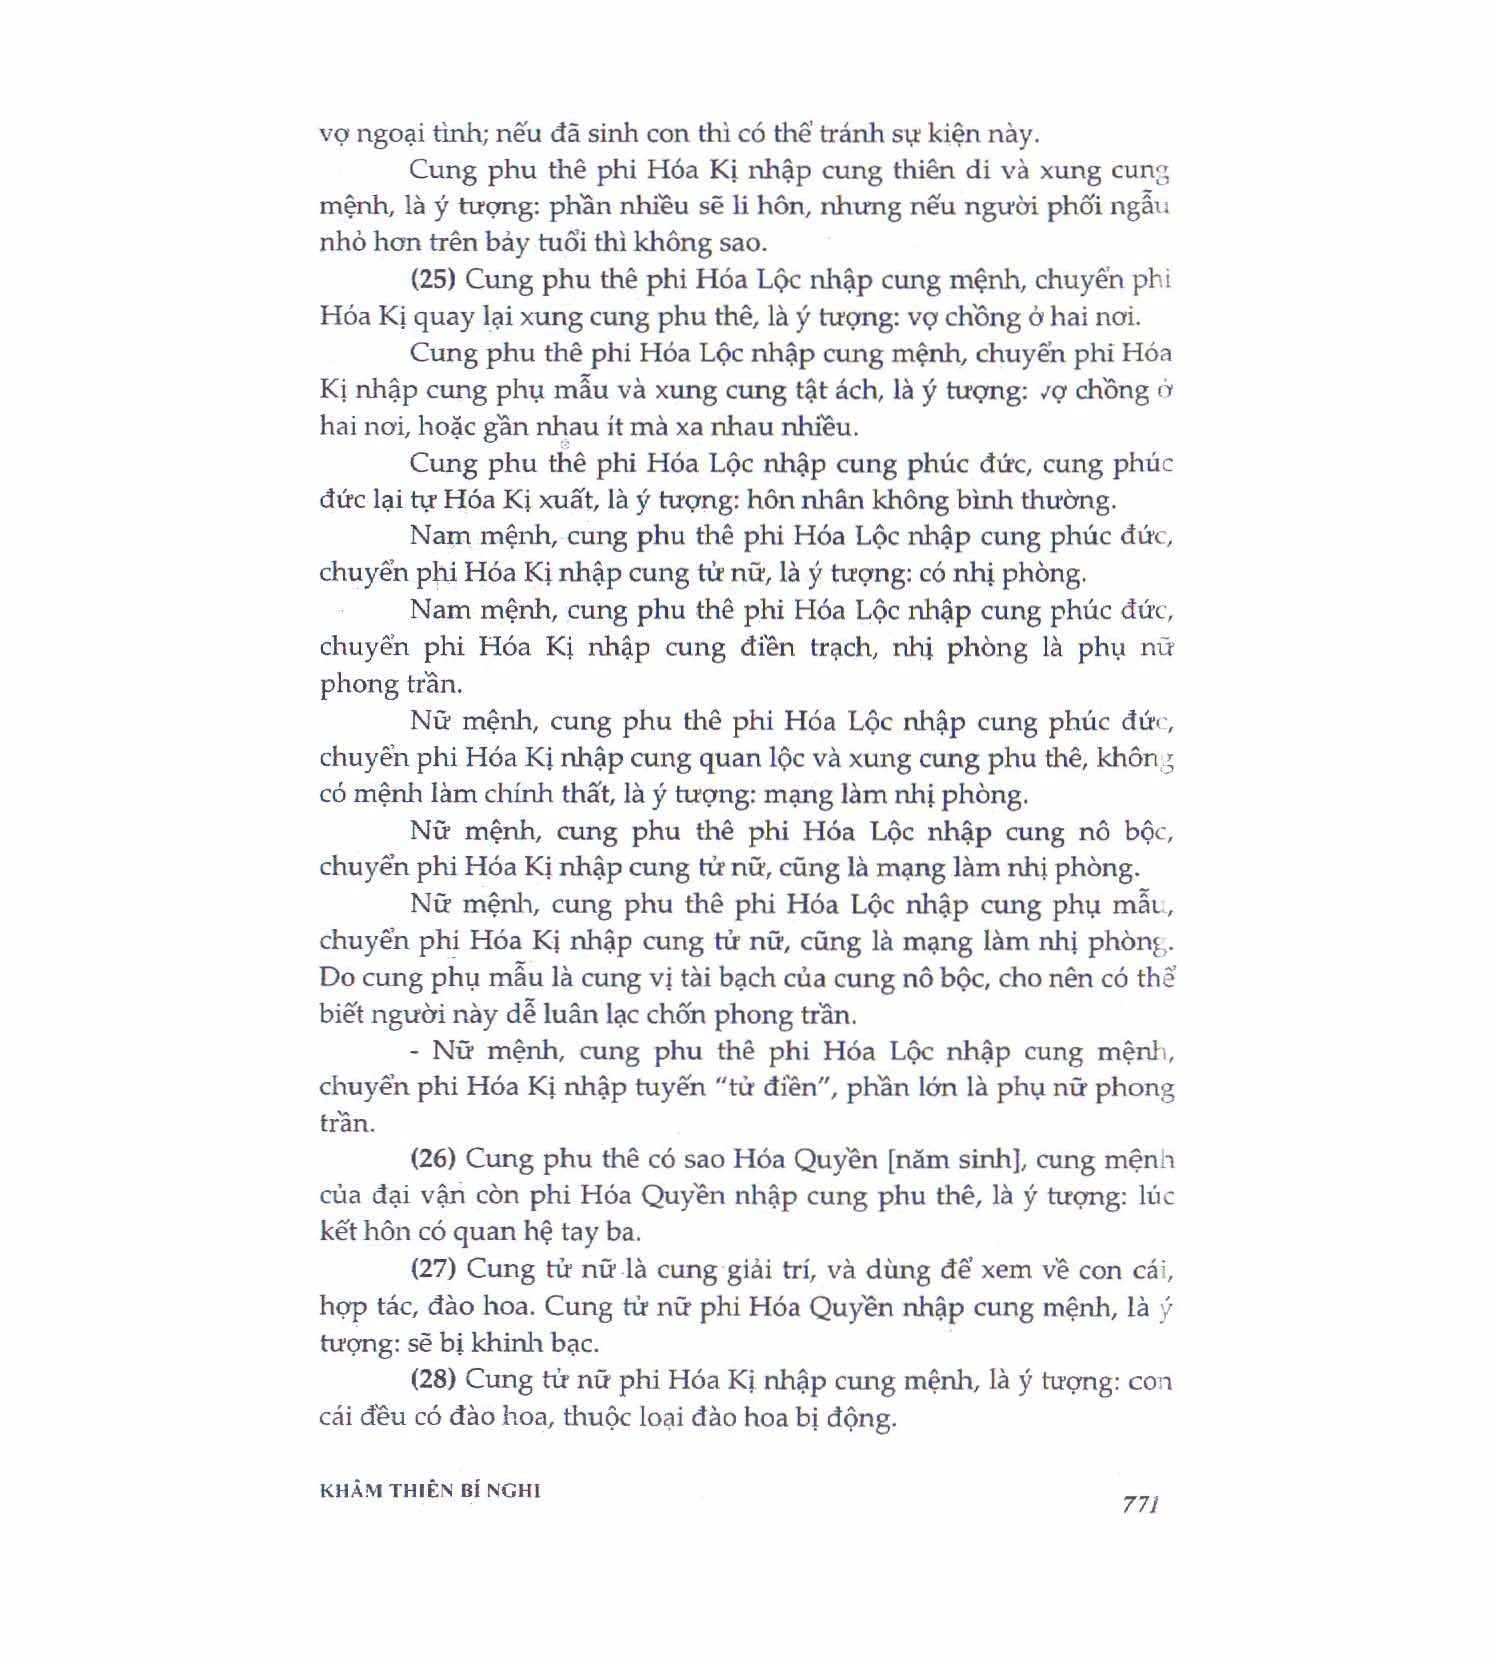 vợ ngoại tình; nếu đã sinh con thì có thể tránh sự kiện này.
Cung phu thê phi Hóa Kị nhập cung thiên di và xung cung
mệnh, là ý tượng: phần nhiều sẽ li hôn, nhưng nếu người phối ngẫu
nhỏ hơn trên bảy tuổi thì không sao.
(25) Cung phu thê phi Hóa Lộc nhập cung mệnh, chuyển phi
Hóa Kị quay lại xung cung phu thê, là ý tượng: vợ chồng ở hai nơi.
Cung phu thê phi Hóa Lộc nhập cung mệnh, chuyển phi Hóa
Kị nhập cung phụ mẫu và xung cung tật ách, là ý tượng: vợ chồng ở
hai nơi, hoặc gần nhau ít mà xa nhau nhiều.
Cung phu thê phi Hóa Lộc nhập cung phúc đức, cung phúc
đức lại tự Hóa Kị xuất, là ý tượng: hôn nhân không bình thường.
Nam mệnh, cung phu thê phi Hóa Lộc nhập cung phúc đức,
chuyển phi Hóa Kị nhập cung tử nữ, là ý tượng: có nhị phòng.
Nam mệnh, cung phu thê phi Hóa Lộc nhập cung phúc đức,
chuyển phi Hóa Kị nhập cung điền trạch, nhị phòng là phụ nữ
phong trần.
Nữ mệnh, cung phu thê phi Hóa Lộc nhập cung phúc đức,
chuyển phi Hóa Kị nhập cung quan lộc và xung cung phu thê, không
có mệnh làm chính thất, là ý tượng: mạng làm nhị phòng.
Nữ mệnh, cung phu thê phi Hóa Lộc nhập cung nô bộc,
chuyển phi Hóa Kị nhập cung tử nữ, cũng là mạng làm nhị phòng.
Nữ mệnh, cung phu thê phi Hóa Lộc nhập cung phụ mẫu,
chuyển phi Hóa Kị nhập cung tử nữ, cũng là mạng làm nhị phòng.
Do cung phụ mẫu là cung vị tài bạch của cung nô bộc, cho nên có thể
biết người này dễ luân lạc chốn phong trần.
- Nữ mệnh, cung phu thê phi Hóa Lộc nhập cung mệnh,
chuyển phi Hóa Kị nhập tuyến “tử điền”, phần lớn là phụ nữ phong
trần.
(26) Cung phu thê có sao Hóa Quyền [năm sinh], cung mệnh
của đại vận còn phi Hóa Quyền nhập cung phu thê, là ý tượng: lúc
kết hôn có quan hệ tay ba.
(27) Cung tử nữ là cung giải trí, và dùng để xem về con cái,
hợp tác, đào hoa. Cung tử nữ phi Hóa Quyền nhập cung mệnh, là ý
tượng: sẽ bị khinh bạc.
(28) Cung tử nữ phi Hóa Kị nhập cung mệnh, là ý tượng: con
cái đều có đào hoa, thuộc loại đào hoa bị động.
KHÂM THIÊN BÍ NGHI
771